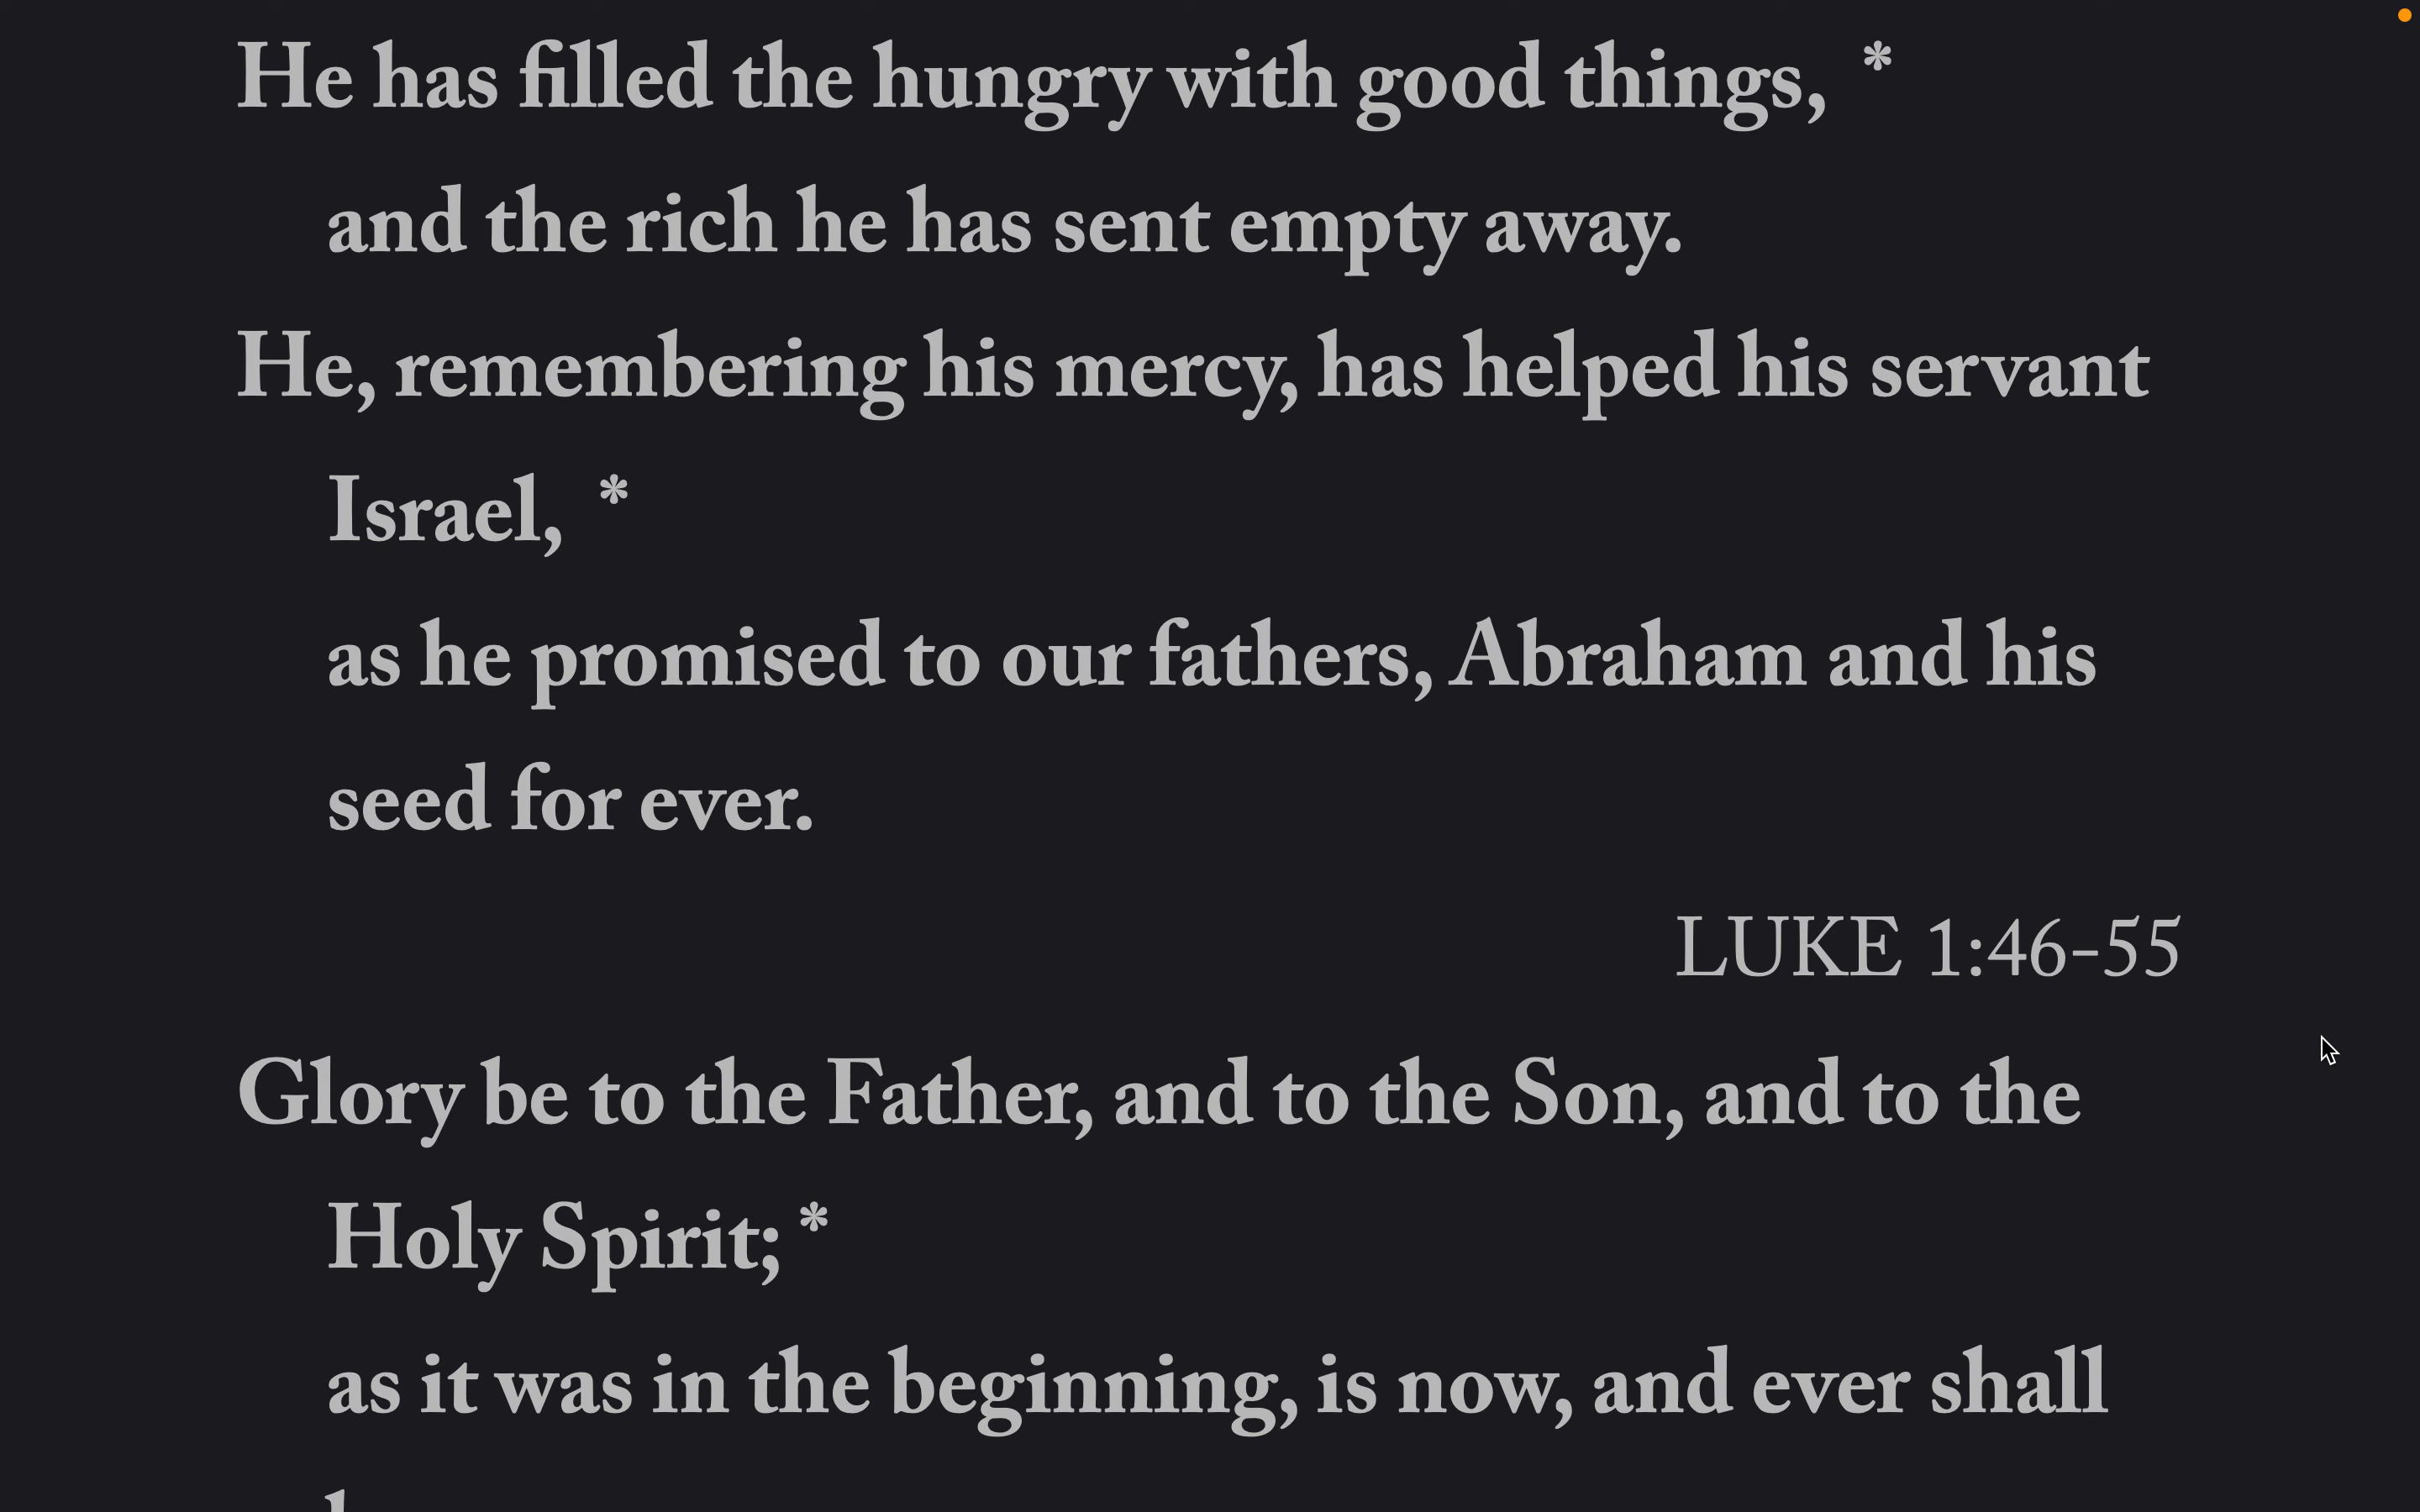 He has filled the hungry with good things, *
and the rich he has sent empty away.
He, remembering his mercy, has helped his servant
Israel, *
as he promised to our fathers, Abraham and his
seed for ever.
LUKE 1:46-55
Glory be to the Father, and to the Son, and to the
Holy Spirit;*
as it was in the beginning, is now, and ever shall